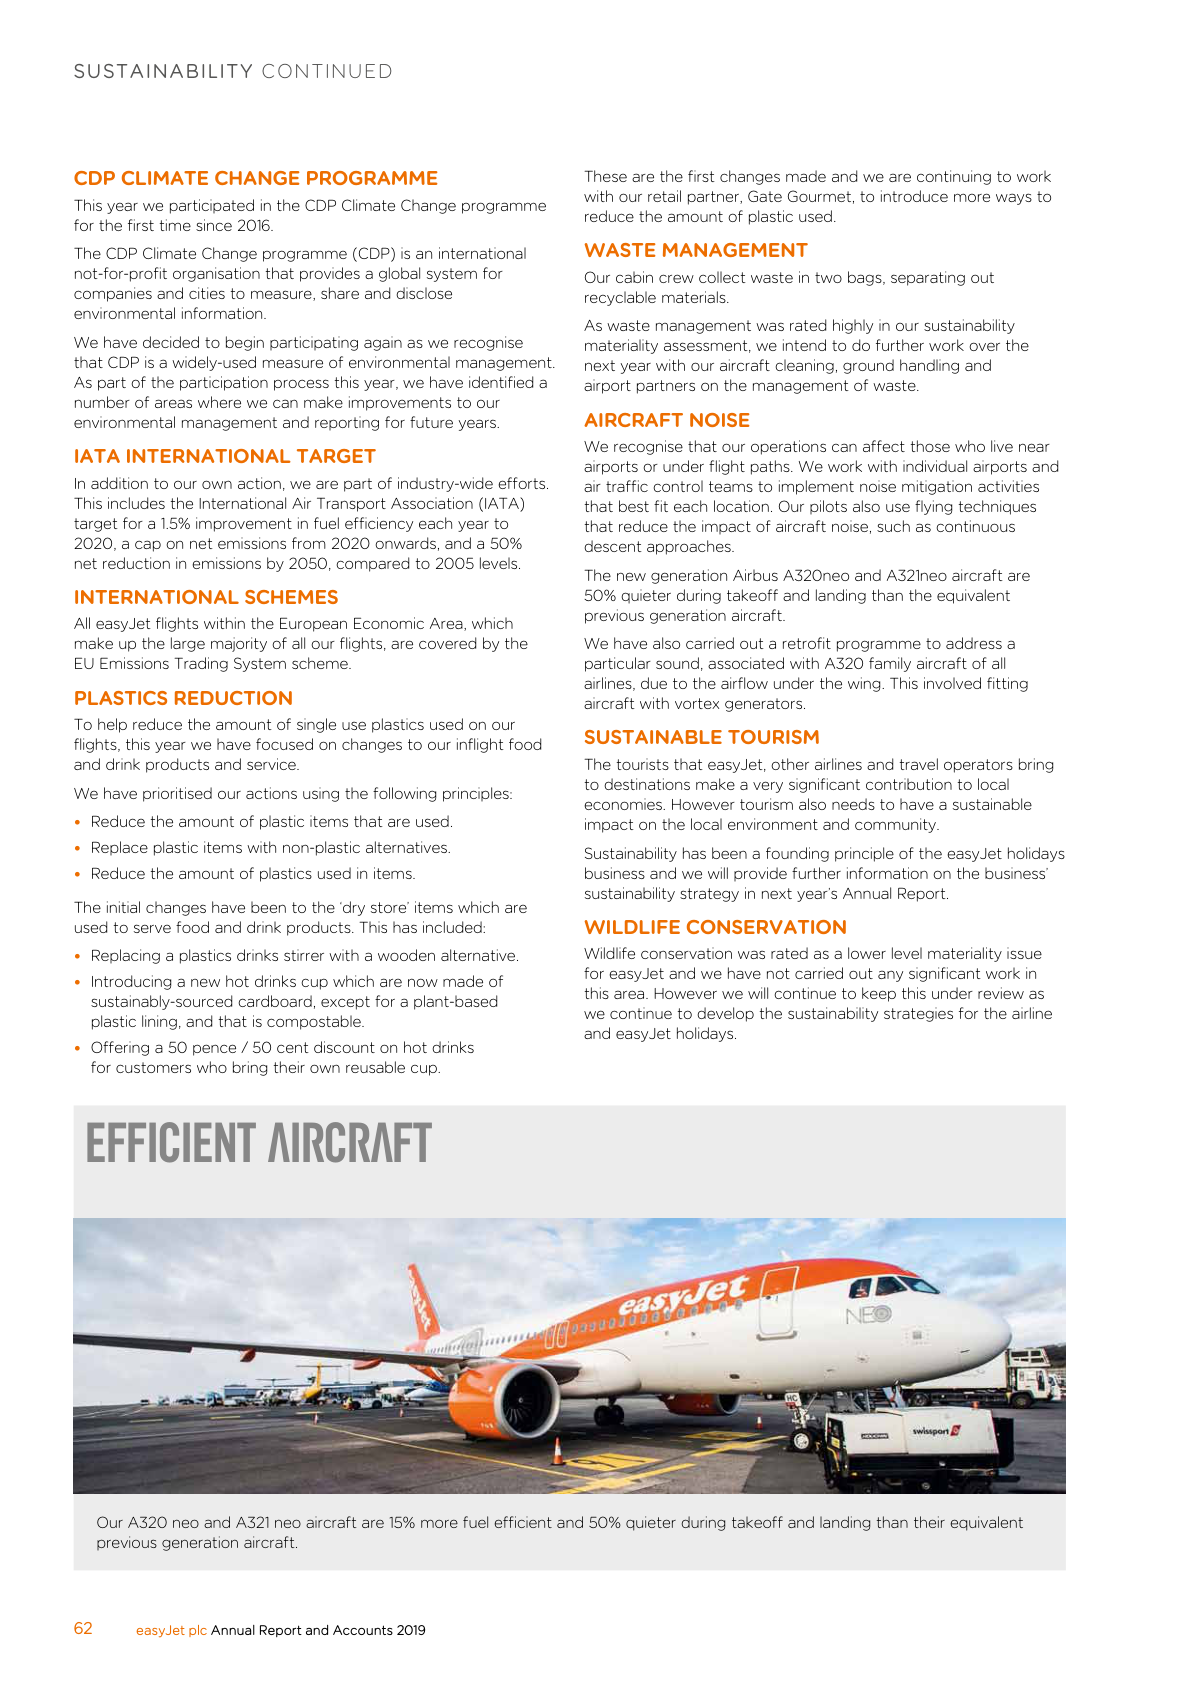 SUSTAINABILITY CONTINUED
CDP CLIMATE CHANGE PROGRAMME
This year we participated in the CDP Climate Change programme
for the first time since 2016.
The CDP Climate Change programme (CDP) is an international
not-for-profit organisation that provides a global system for
companies and cities to measure, share and disclose
environmental information.
We have decided to begin participating again as we recognise
that CDP is a widely-used measure of environmental management.
As part of the participation process this year, we have identified a
number of areas where we can make improvements to our
environmental management and reporting for future years.
IATA INTERNATIONAL TARGET
In addition to our own action, we are part of industry-wide efforts.
This includes the International Air Transport Association (IATA)
target for a 1.5% improvement in fuel efficiency each year to
2020, a cap on net emissions from 2020 onwards, and a 50%
net reduction in emissions by 2050, compared to 2005 levels.
INTERNATIONAL SCHEMES
All easyJet flights within the European Economic Area, which
make up the large majority of all our flights, are covered by the
EU Emissions Trading System scheme.
PLASTICS REDUCTION
To help reduce the amount of single use plastics used on our
flights, this year we have focused on changes to our inflight food
and drink products and service.
We have prioritised our actions using the following principles:
• Reduce the amount of plastic items that are used.
• Replace plastic items with non-plastic alternatives.
• Reduce the amount of plastics used in items.
The initial changes have been to the ‘dry store’ items which are
used to serve food and drink products. This has included:
• Replacing a plastics drinks stirrer with a wooden alternative.
• Introducing a new hot drinks cup which are now made of
sustainably-sourced cardboard, except for a plant-based
plastic lining, and that is compostable.
• Offering a 50 pence / 50 cent discount on hot drinks
for customers who bring their own reusable cup.
These are the first changes made and we are continuing to work
with our retail partner, Gate Gourmet, to introduce more ways to
reduce the amount of plastic used.
WASTE MANAGEMENT
Our cabin crew collect waste in two bags, separating out
recyclable materials.
As waste management was rated highly in our sustainability
materiality assessment, we intend to do further work over the
next year with our aircraft cleaning, ground handling and
airport partners on the management of waste.
AIRCRAFT NOISE
We recognise that our operations can affect those who live near
airports or under flight paths. We work with individual airports and
air traffic control teams to implement noise mitigation activities
that best fit each location. Our pilots also use flying techniques
that reduce the impact of aircraft noise, such as continuous
descent approaches.
The new generation Airbus A320neo and A321neo aircraft are
50% quieter during takeoff and landing than the equivalent
previous generation aircraft.
We have also carried out a retrofit programme to address a
particular sound, associated with A320 family aircraft of all
airlines, due to the airflow under the wing. This involved fitting
aircraft with vortex generators.
SUSTAINABLE TOURISM
The tourists that easyJet, other airlines and travel operators bring
to destinations make a very significant contribution to local
economies. However tourism also needs to have a sustainable
impact on the local environment and community.
Sustainability has been a founding principle of the easyJet holidays
business and we will provide further information on the business’
sustainability strategy in next year’s Annual Report.
WILDLIFE CONSERVATION
Wildlife conservation was rated as a lower level materiality issue
for easyJet and we have not carried out any significant work in
this area. However we will continue to keep this under review as
we continue to develop the sustainability strategies for the airline
and easyJet holidays.
EFFICIENT AIRCRAFT
easyJet
easyJet
NEO
HC
swissport
Our A320 neo and A321 neo aircraft are 15% more fuel efficient and 50% quieter during takeoff and landing than their equivalent
previous generation aircraft.
62
easyJet plc Annual Report and Accounts 2019